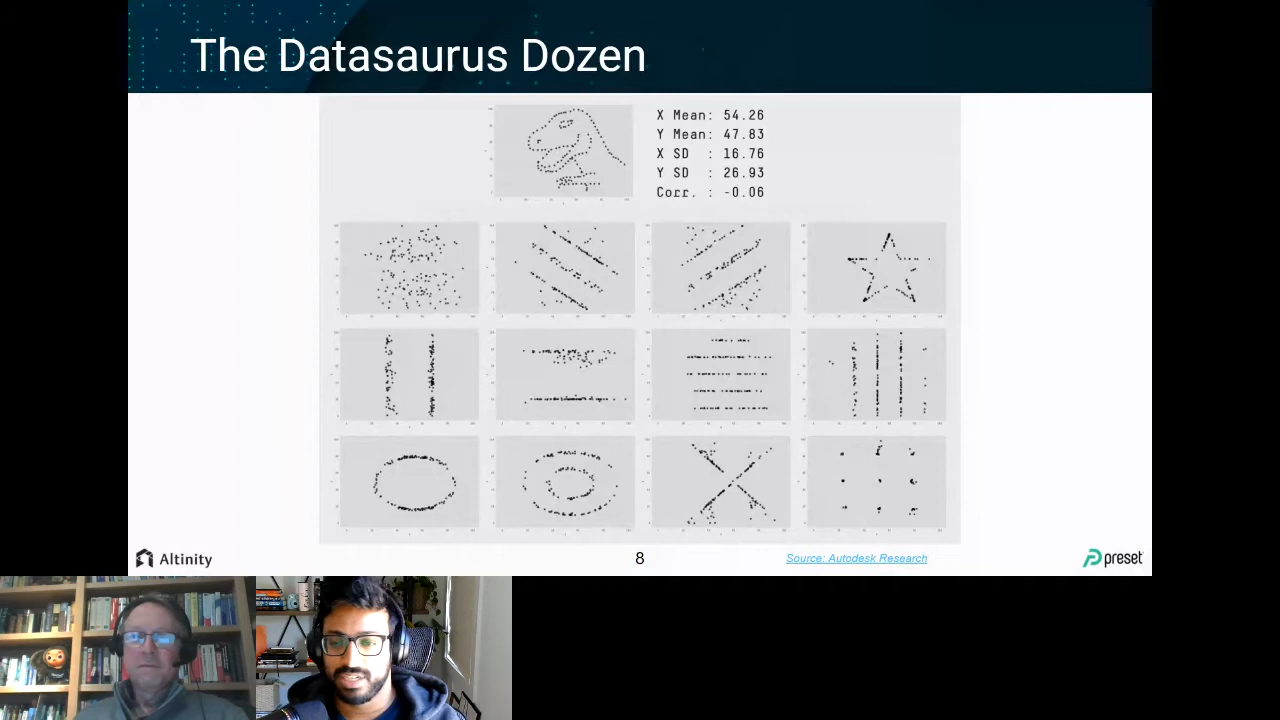 The Datasaurus Dozen
X Mean: 54.26
Y Mean: 47.83
X SD : 16.76
Y SD : 26.93
Corr. : -0.06
Altinity
8
Source: Autodesk Research
preset